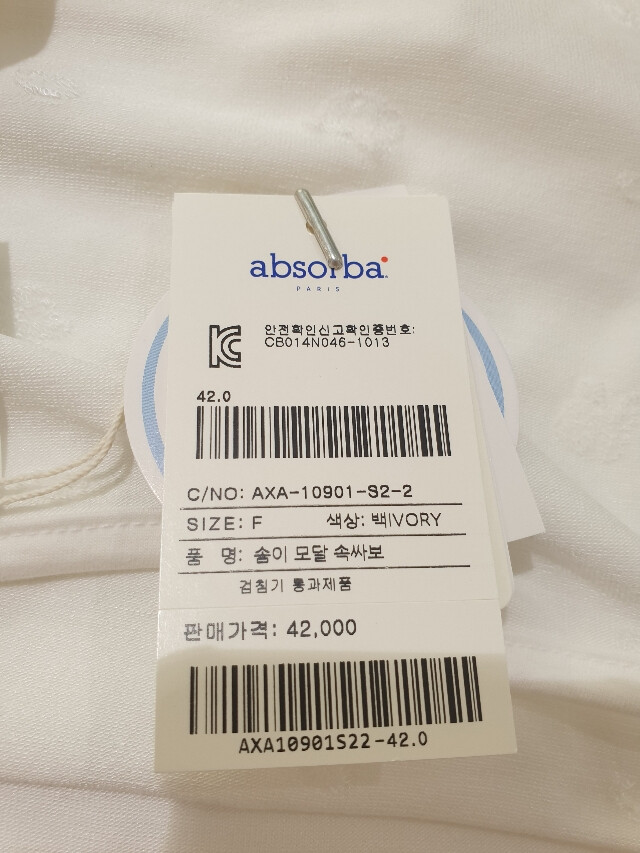 absorba
PARIS
안전확인신고확인증번호:
CB014N046-1013
42.0
C/NO: AXA-10901-S2-2
SIZE: F 색상: 백IVORY
품 명: 솜이 모달 속싸보
검침기 통과제품
판매가격: 42,000
AXA10901S22-42.0